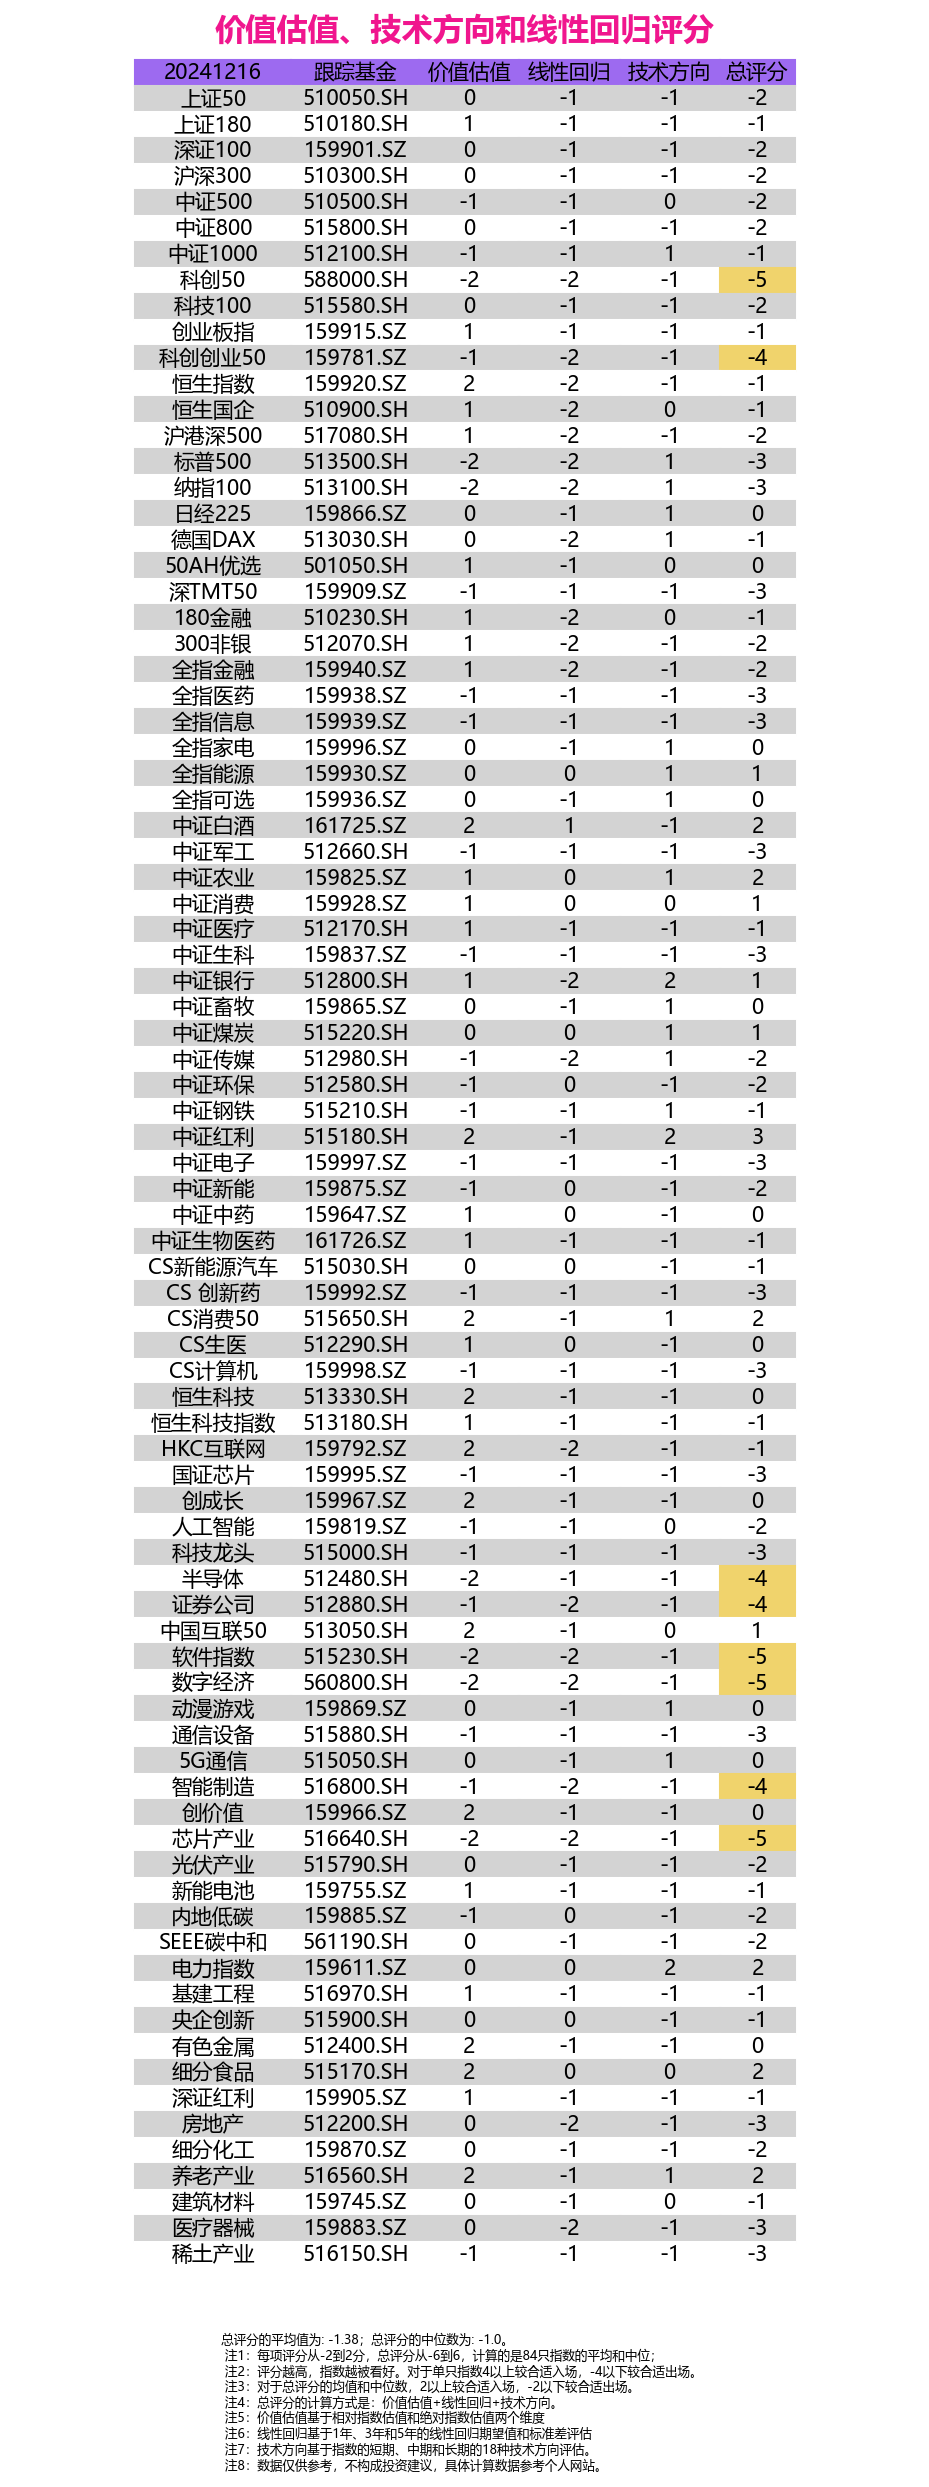 价值估值、技术方向和线性回归评分
20241216 跟踪基金 价值估值 线性回归 技术方向 总评分
上证50 510050.SH 0 -1 -1 -2
上证180 510180.SH 1 -1 -1 -1
深证100 159901.SZ 0 -1 -1 -2
沪深300 510300.SH 0 -1 -1 -2
中证500 510500.SH -1 -1 0 -2
中证800 515800.SH 0 -1 -1 -2
中证1000 512100.SH -1 -1 1 -1
科创50 588000.SH -2 -2 -1 -5
科技100 515580.SH 0 -1 -1 -2
创业板指 159915.SZ 1 -1 -1 -1
科创创业50 159781.SZ -1 -2 -1 -4
恒生指数 159920.SZ 2 -2 -1 -1
恒生国企 510900.SH 1 -2 0 -1
沪港深500 517080.SH 1 -2 -1 -2
标普500 513500.SH -2 -2 1 -3
纳指100 513100.SH -2 -2 1 -3
日经225 159866.SZ 0 -1 1 0
德国DAX 513030.SH 0 -2 1 -1
50AH优选 501050.SH 1 -1 0 0
深TMT50 159909.SZ -1 -1 -1 -3
180金融 510230.SH 1 -2 0 -1
300非银 512070.SH 1 -2 -1 -2
全指金融 159940.SZ 1 -2 -1 -2
全指医药 159938.SZ -1 -1 -1 -3
全指信息 159939.SZ -1 -1 -1 -3
全指家电 159996.SZ 0 -1 1 0
全指能源 159930.SZ 0 0 1 1
全指可选 159936.SZ 0 -1 1 0
中证白酒 161725.SZ 2 1 -1 2
中证军工 512660.SH -1 -1 -1 -3
中证农业 159825.SZ 1 0 1 2
中证消费 159928.SZ 1 0 0 1
中证医疗 512170.SH 1 -1 -1 -1
中证生科 159837.SZ -1 -1 -1 -3
中证银行 512800.SH 1 -2 2 1
中证畜牧 159865.SZ 0 -1 1 0
中证煤炭 515220.SH 0 0 1 1
中证传媒 512980.SH -1 -2 1 -2
中证环保 512580.SH -1 0 -1 -2
中证钢铁 515210.SH -1 -1 1 -1
中证红利 515180.SH 2 -1 2 3
中证电子 159997.SZ -1 -1 -1 -3
中证新能 159875.SZ -1 0 -1 -2
中证中药 159647.SZ 1 0 -1 0
中证生物医药 161726.SZ 1 -1 -1 -1
CS新能源汽车 515030.SH 0 0 -1 -1
CS 创新药 159992.SZ -1 -1 -1 -3
CS消费50 515650.SH 2 -1 1 2
CS生医 512290.SH 1 0 -1 0
CS计算机 159998.SZ -1 -1 -1 -3
恒生科技 513330.SH 2 -1 -1 0
恒生科技指数 513180.SH 1 -1 -1 -1
HKC互联网 159792.SZ 2 -2 -1 -1
国证芯片 159995.SZ -1 -1 -1 -3
创成长 159967.SZ 2 -1 -1 0
人工智能 159819.SZ -1 -1 0 -2
科技龙头 515000.SH -1 -1 -1 -3
半导体 512480.SH -2 -1 -1 -4
证券公司 512880.SH -1 -2 -1 -4
中国互联50 513050.SH 2 -1 0 1
软件指数 515230.SH -2 -2 -1 -5
数字经济 560800.SH -2 -2 -1 -5
动漫游戏 159869.SZ 0 -1 1 0
通信设备 515880.SH -1 -1 -1 -3
5G通信 515050.SH 0 -1 1 0
智能制造 516800.SH -1 -2 -1 -4
创价值 159966.SZ 2 -1 -1 0
芯片产业 516640.SH -2 -2 -1 -5
光伏产业 515790.SH 0 -1 -1 -2
新能电池 159755.SZ 1 -1 -1 -1
内地低碳 159885.SZ -1 0 -1 -2
SEEE碳中和 561190.SH 0 -1 -1 -2
电力指数 159611.SZ 0 0 2 2
基建工程 516970.SH 1 -1 -1 -1
央企创新 515900.SH 0 0 -1 -1
有色金属 512400.SH 2 -1 -1 0
细分食品 515170.SH 2 0 0 2
深证红利 159905.SZ 1 -1 -1 -1
房地产 512200.SH 0 -2 -1 -3
细分化工 159870.SZ 0 -1 -1 -2
养老产业 516560.SH 2 -1 1 2
建筑材料 159745.SZ 0 -1 0 -1
医疗器械 159883.SZ 0 -2 -1 -3
稀土产业 516150.SH -1 -1 -1 -3
总评分的平均值为: -1.38；总评分的中位数为: -1.0。
注1：每项评分从-2到2分，总评分从-6到6，计算的是84只指数的平均和中位；
注2：评分越高，指数越被看好。对于单只指数4以上较合适入场，-4以下较合适出场。
注3：对于总评分的均值和中位数，2以上较合适入场，-2以下较合适出场。
注4：总评分的计算方式是：价值估值+线性回归+技术方向。
注5：价值估值基于相对指数估值和绝对指数估值两个维度
注6：线性回归基于1年、3年和5年的线性回归期望值和标准差评估
注7：技术方向基于指数的短期、中期和长期的18种技术方向评估。
注8：数据仅供参考，不构成投资建议，具体计算数据参考个人网站。